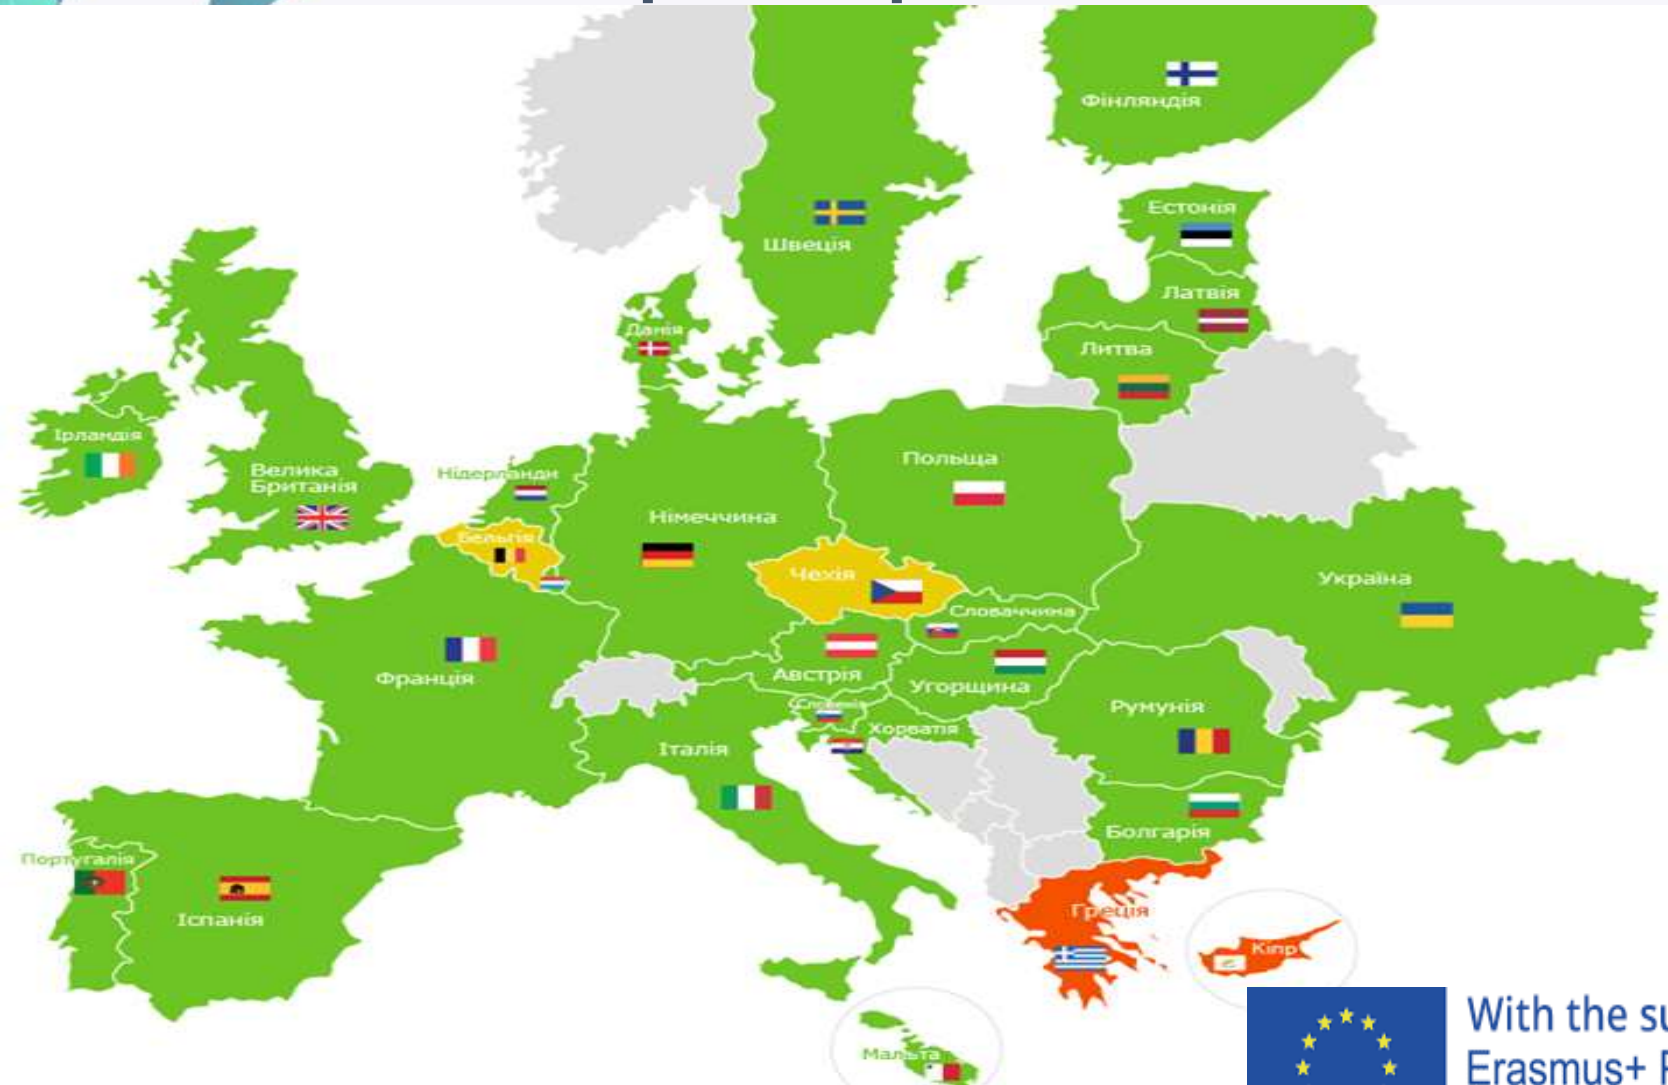 Фінляндія
Естонія
Швеція
Латвія
Данія
Литва
Ірландія
Польща
Велика
Британія
Нідерланди
Німеччина
Бельгія
Чехія
Україна
Словаччина
Франція
Австрія
Угорщина
Словенія
Румунія
Хорватія
Італія
Болгарія
Португалія
Греція
Іспанія
Кіпр
With the su
Мальта
Erasmus+